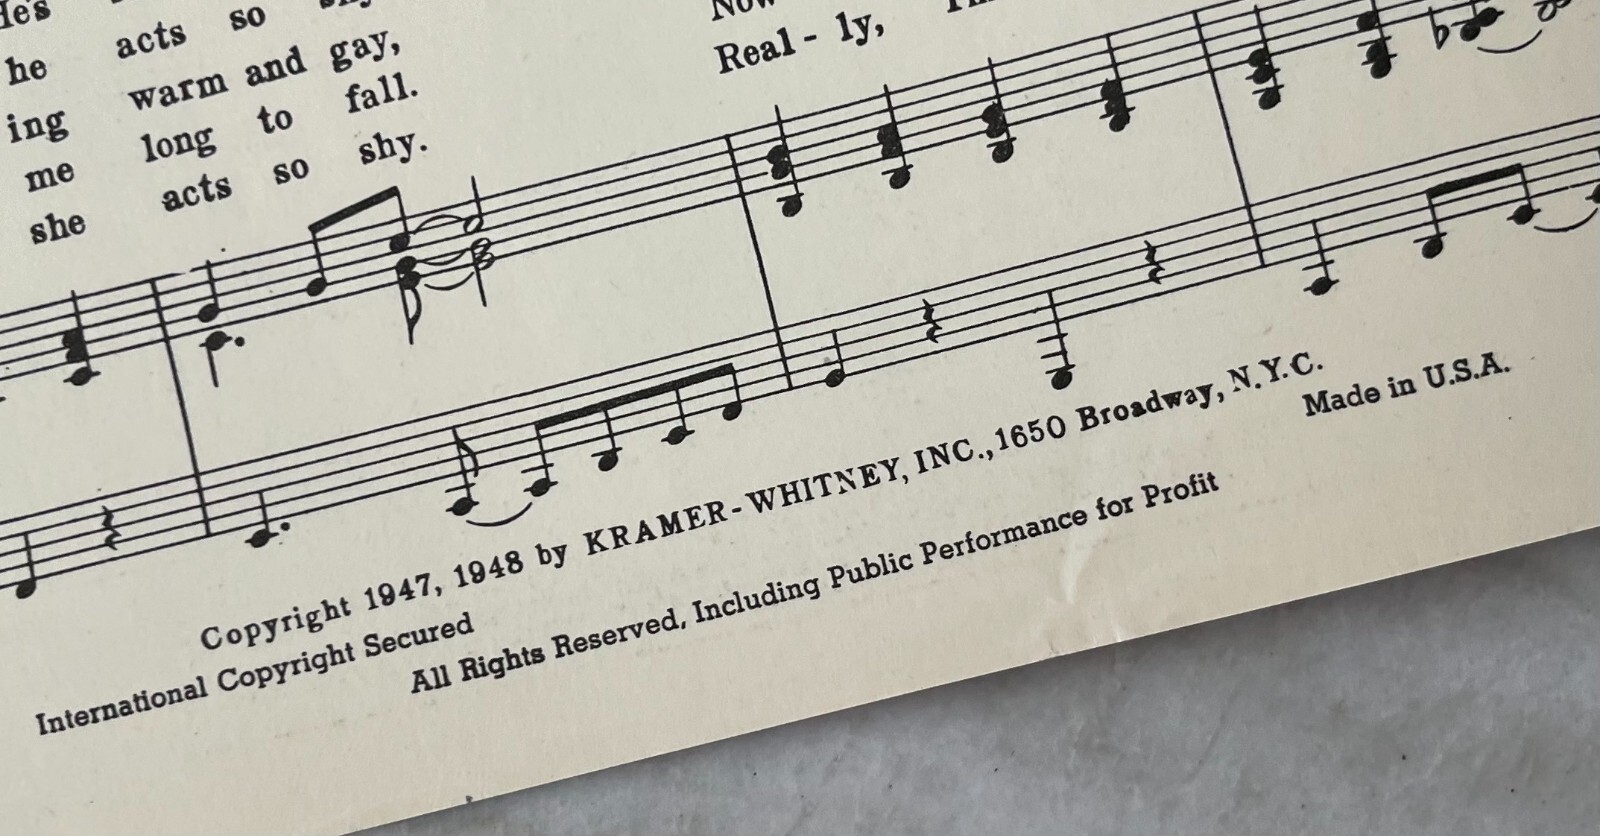 he acts so
ing warm and gay,
me long to fall.
she acts so shy.
Now
Real - ly,
Copyright 1947, 1948 by KRAMER-WHITNEY, INC., 1650 Broadway, N.Y.C.
International Copyright Secured Made in U.S.A.
All Rights Reserved, Including Public Performance for Profit